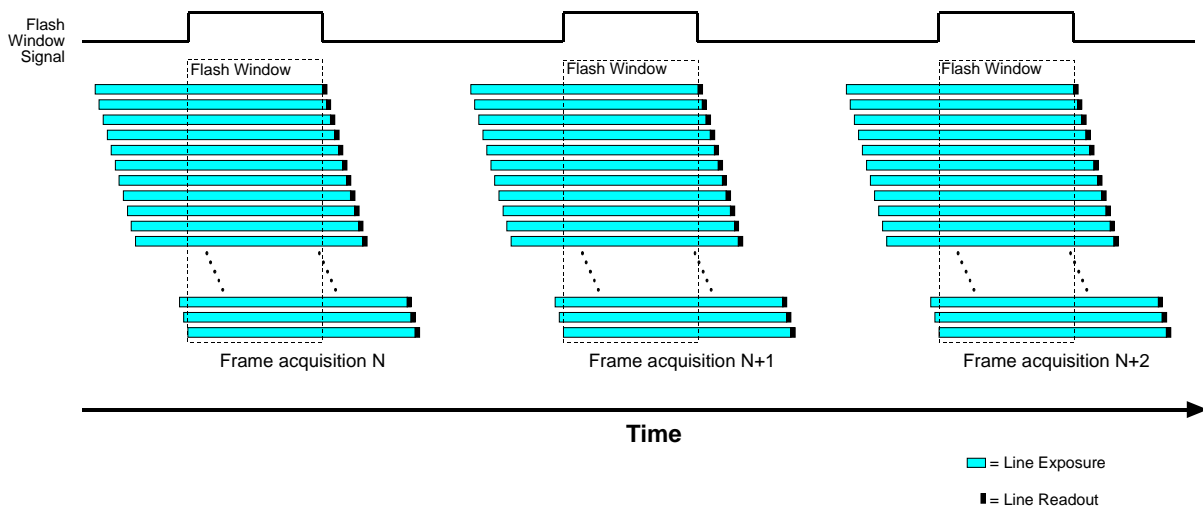 Flash
Window
Signal
Flash Window
Flash Window
Flash Window
Frame acquisition N
Frame acquisition N+1
Frame acquisition N+2
Time
= Line Exposure
= Line Readout